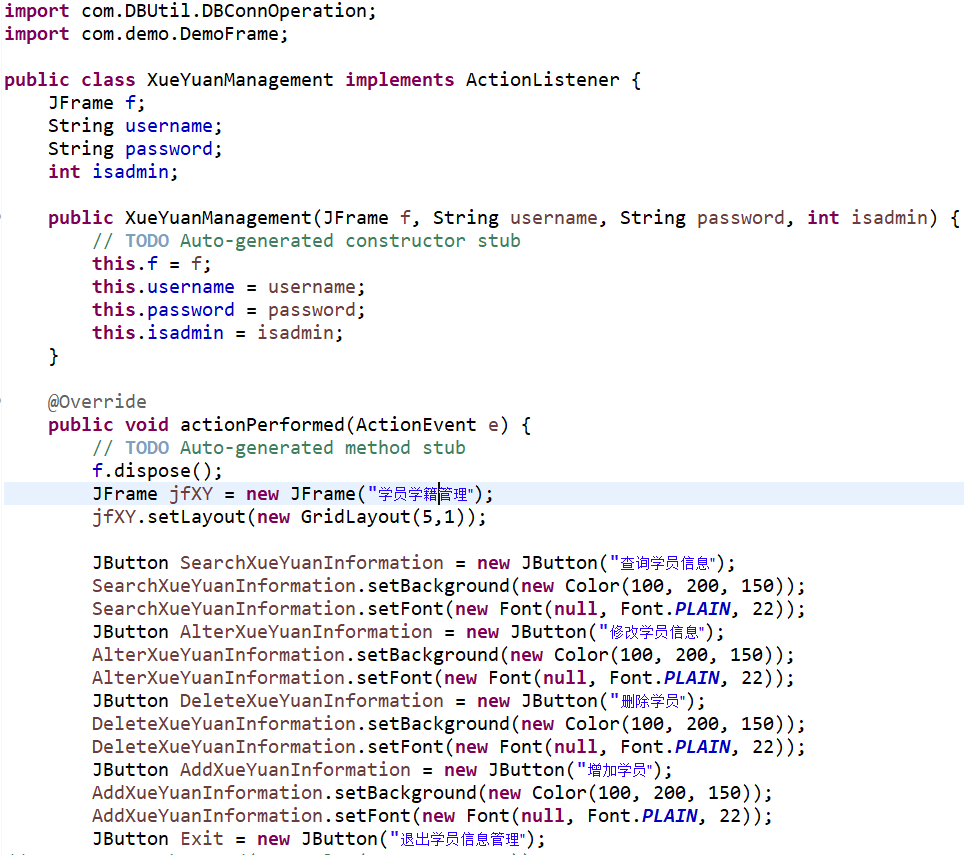 import com.DBUtil.DBConnOperation;
import com.demo.DemoFrame;
public class XueYuanManagement implements ActionListener {
JFrame f;
String username;
String password;
int isadmin;
public XueYuanManagement(JFrame f, String username, String password, int isadmin) {
// TODO Auto-generated constructor stub
this.f = f;
this.username = username;
this.password = password;
this.isadmin = isadmin;
}
@Override
public void actionPerformed(ActionEvent e) {
// TODO Auto-generated method stub
f.dispose();
JFrame jfXY = new JFrame("学员学籍管理");
jfXY.setLayout(new GridLayout(5,1));
JButton SearchXueYuanInformation = new JButton("查询学员信息");
SearchXueYuanInformation.setBackground(new Color(100, 200, 150));
SearchXueYuanInformation.setFont(new Font(null, Font.PLAIN, 22));
JButton AlterXueYuanInformation = new JButton("修改学员信息");
AlterXueYuanInformation.setBackground(new Color(100, 200, 150));
AlterXueYuanInformation.setFont(new Font(null, Font.PLAIN, 22));
JButton DeleteXueYuanInformation = new JButton("删除学员");
DeleteXueYuanInformation.setBackground(new Color(100, 200, 150));
DeleteXueYuanInformation.setFont(new Font(null, Font.PLAIN, 22));
JButton AddXueYuanInformation = new JButton("增加学员");
AddXueYuanInformation.setBackground(new Color(100, 200, 150));
AddXueYuanInformation.setFont(new Font(null, Font.PLAIN, 22));
JButton Exit = new JButton("退出学员信息管理");